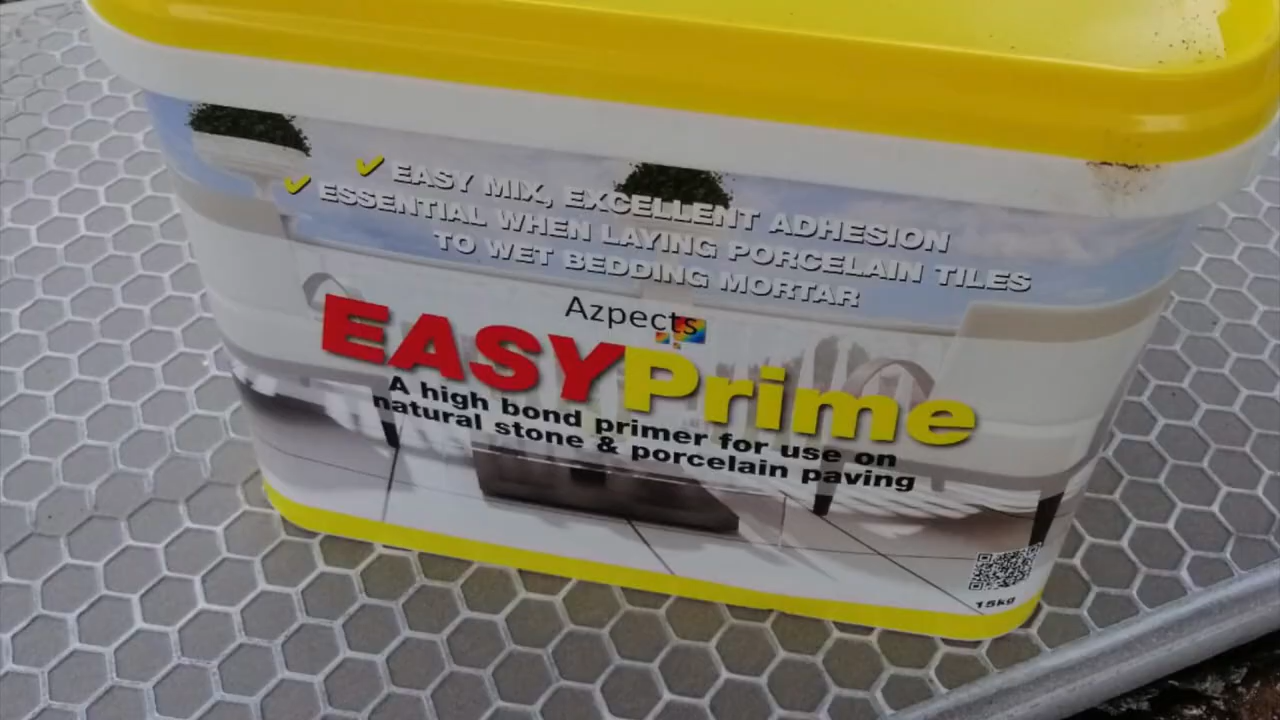 ✓ EASY MIX, EXCELLENT ADHESION
✓ ESSENTIAL WHEN LAYING PORCELAIN TILES
TO WET BEDDING MORTAR
Azpects
EASYPrime
A high bond primer for use on
natural stone & porcelain paving
15kg